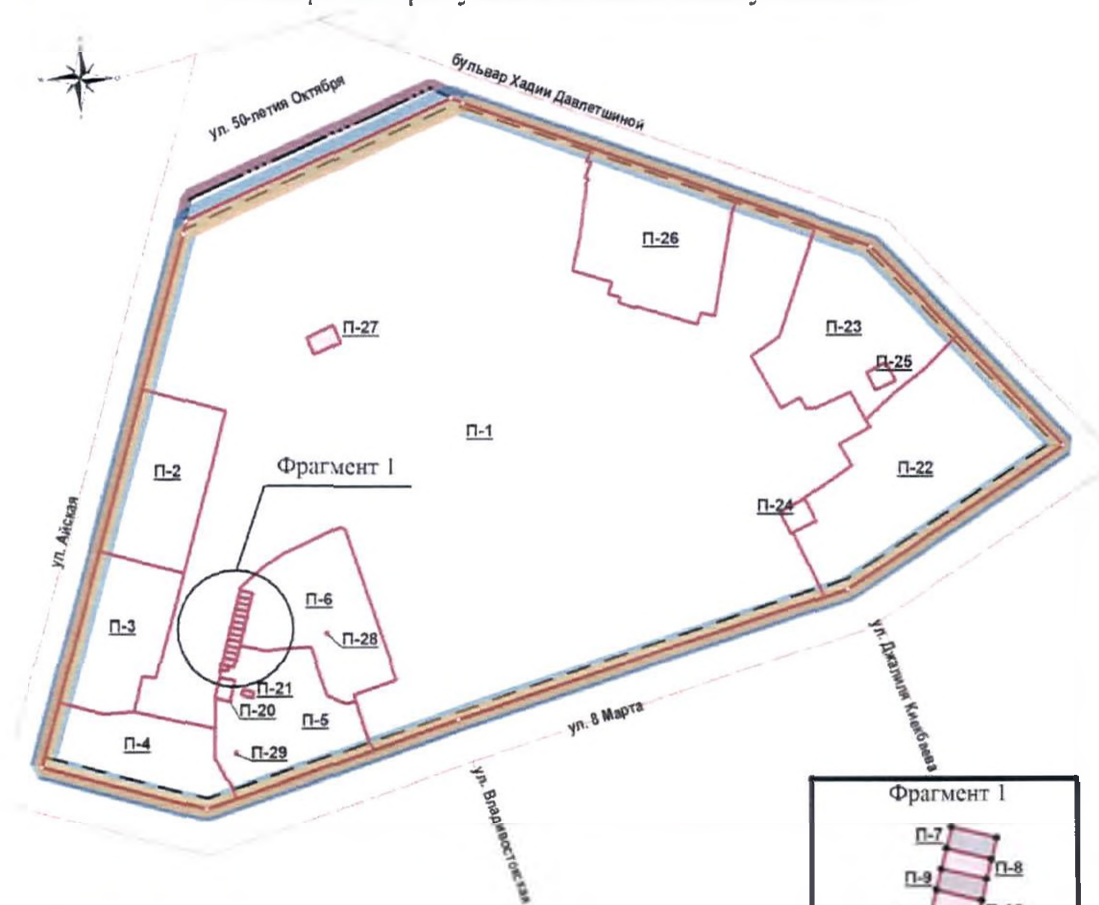 бульвар Хадии Давлетшиной
ул. 50-летия Октября
П-26
П-27
П-23
П-25
П-1
П-2
Фрагмент 1
П-22
П-24
ул. Айская
П-6
П-3
П-28
П-21
П-20
П-5
П-4
П-29
ул. 8 Марта
ул. Джалиля Киекбаева
ул. Владивостокская
Фрагмент 1
П-7
П-8
П-9